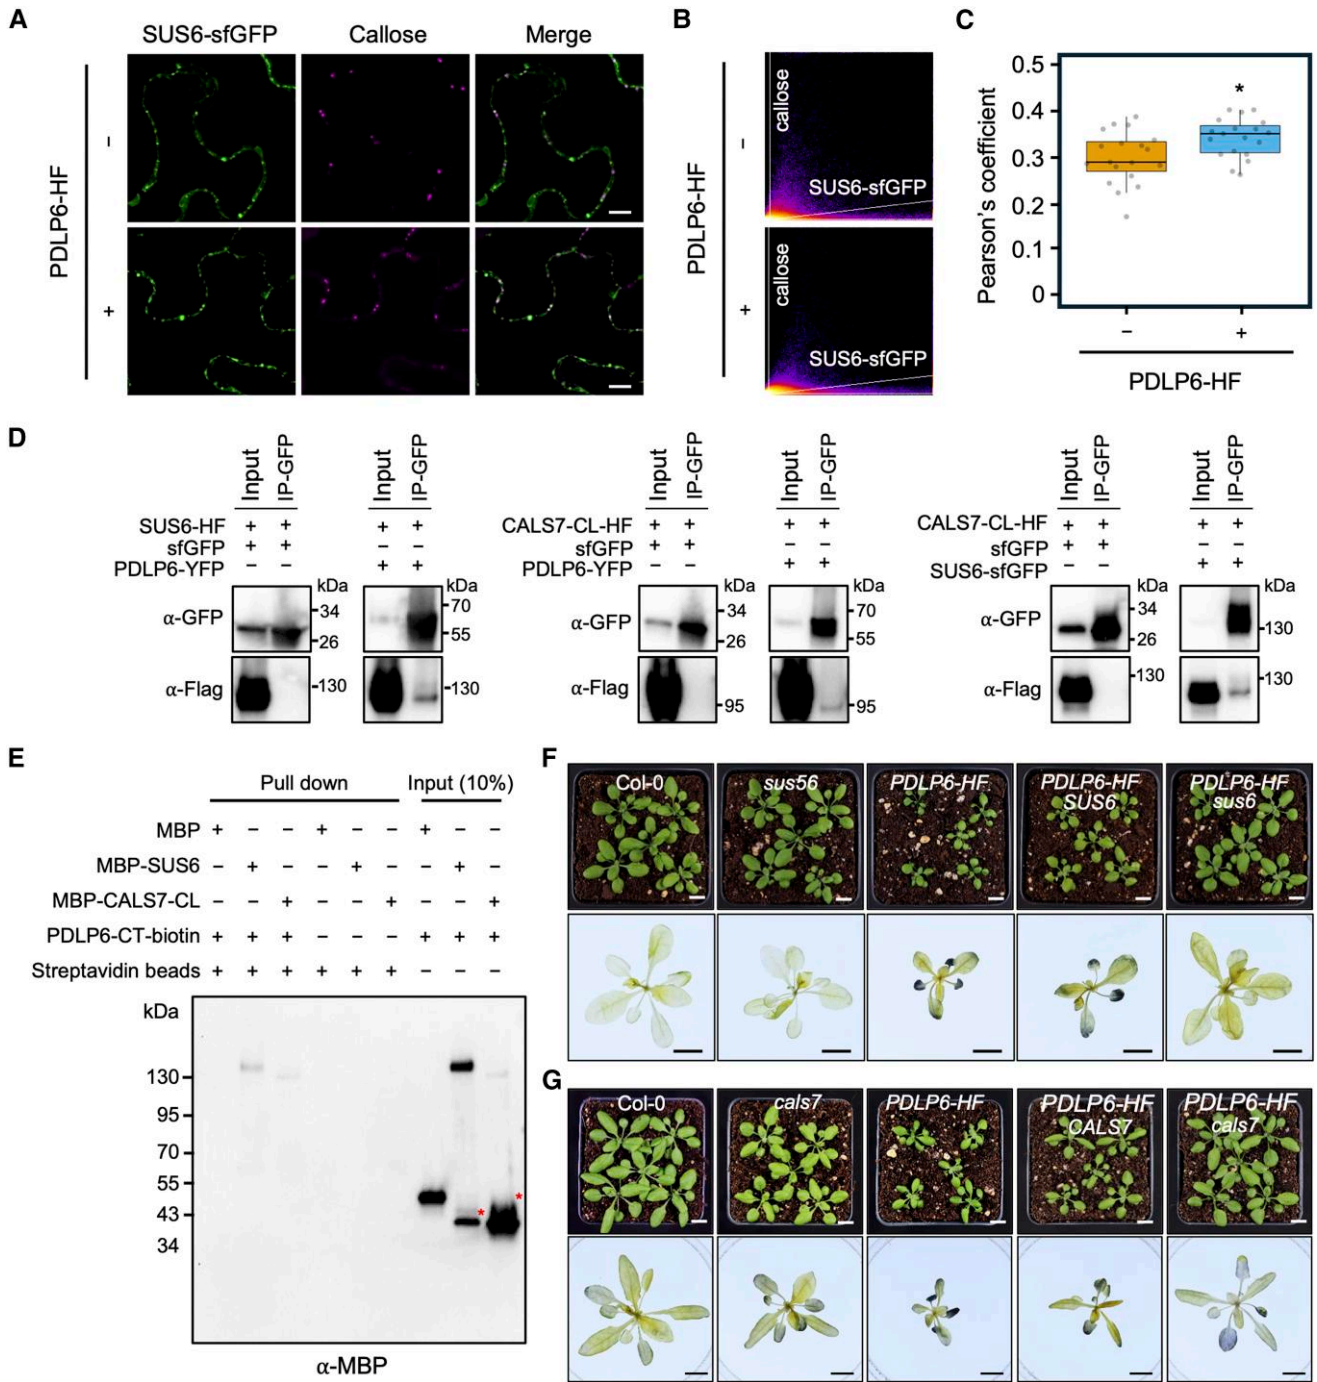 A
SUS6-sfGFP Callose Merge
PDLP6-HF
−
+
B
PDLP6-HF
−
+
callose
SUS6-sfGFP
callose
SUS6-sfGFP
C
Pearson's coefficient
0.5
0.4
0.3
0.2
0.1
0
*
− +
PDLP6-HF
D
Input IP-GFP Input IP-GFP
SUS6-HF + + + +
sfGFP + + − −
PDLP6-YFP − − + +
kDa kDa
α-GFP 34 26 70 55
α-Flag 130 130
Input IP-GFP Input IP-GFP
CALS7-CL-HF + + + +
sfGFP + + − −
PDLP6-YFP − − + +
kDa kDa
α-GFP 34 26 70 55
α-Flag 95 95
Input IP-GFP Input IP-GFP
CALS7-CL-HF + + + +
sfGFP + + − −
SUS6-sfGFP − − + +
kDa kDa
α-GFP 34 26 130
α-Flag 130 130
E
Pull down Input (10%)
MBP + − − + − − + − −
MBP-SUS6 − + − − + − − + −
MBP-CALS7-CL − − + − − + − − +
PDLP6-CT-biotin + + + − − − + + +
Streptavidin beads + + + + + + − − −
kDa
130
95
70
55
43
34
* *
α-MBP
F
Col-0 sus56 PDLP6-HF PDLP6-HF PDLP6-HF
SUS6 sus6
G
Col-0 cals7 PDLP6-HF PDLP6-HF PDLP6-HF
CALS7 cals7